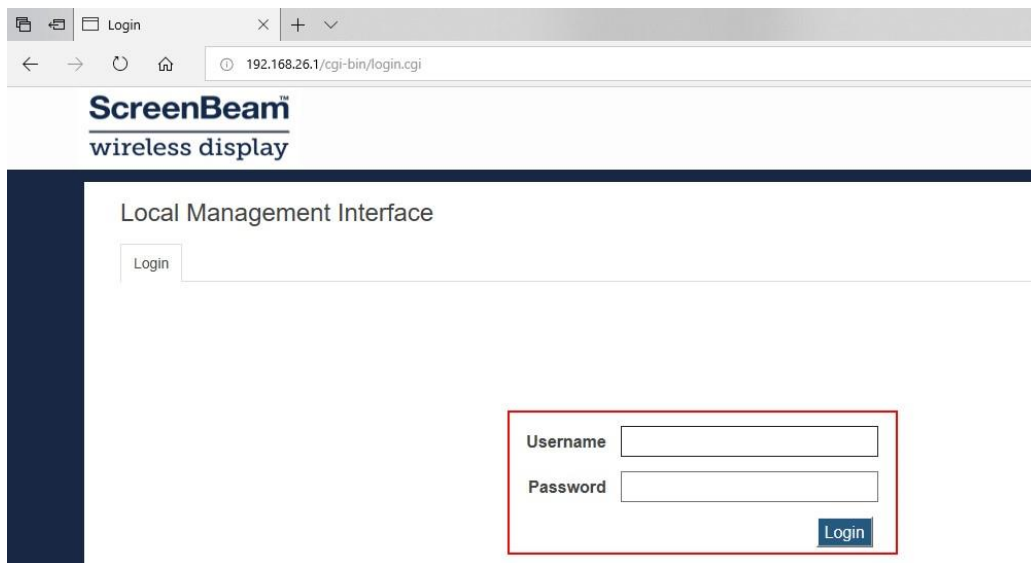 Login
192.168.26.1/cgi-bin/login.cgi
ScreenBeam™
wireless display
Local Management Interface
Login
Username
Password
Login